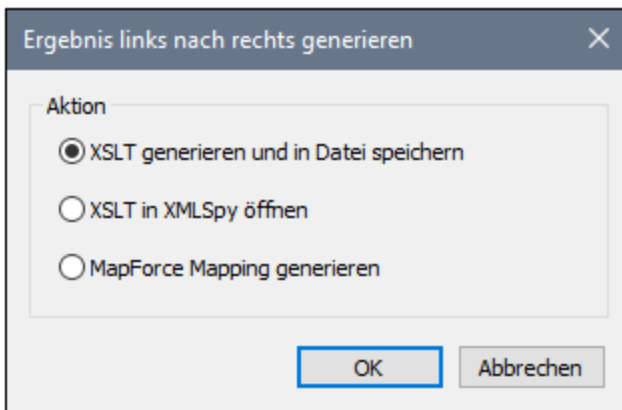 Ergebnis links nach rechts generieren
Aktion
XSLT generieren und in Datei speichern
XSLT in XMLSpy öffnen
MapForce Mapping generieren
OK Abbrechen